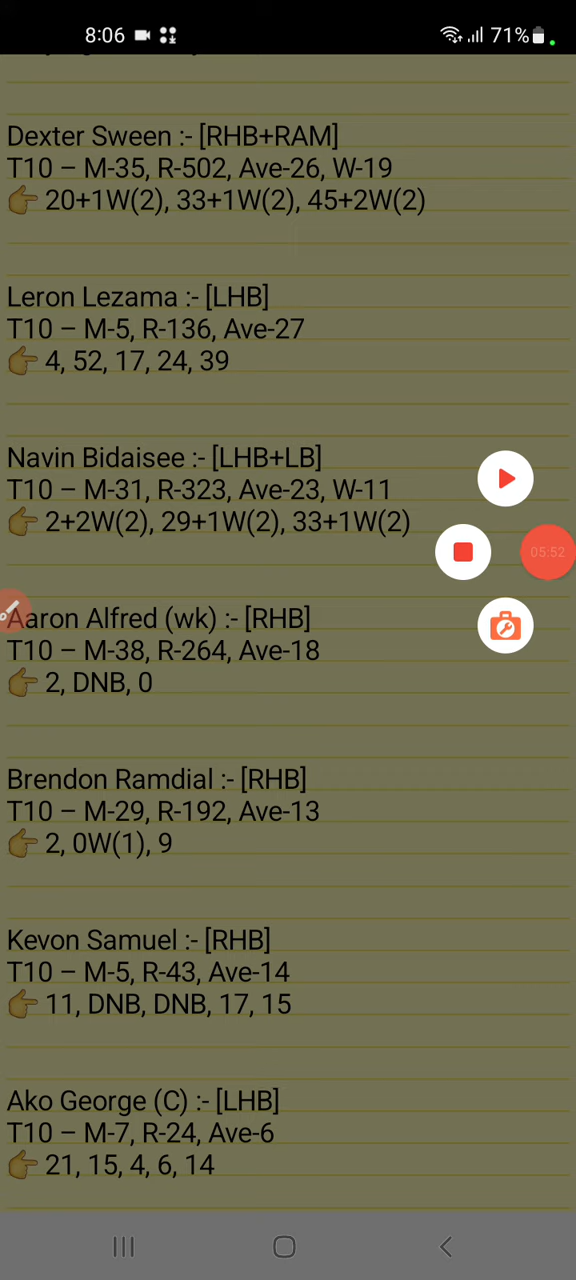 8:06
71%
Dexter Sween :- [RHB+RAM]
T10 – M-35, R-502, Ave-26, W-19
👉 20+1W(2), 33+1W(2), 45+2W(2)
Leron Lezama :- [LHB]
T10 – M-5, R-136, Ave-27
👉 4, 52, 17, 24, 39
Navin Bidaisee :- [LHB+LB]
T10 – M-31, R-323, Ave-23, W-11
👉 2+2W(2), 29+1W(2), 33+1W(2)
05:52
Aaron Alfred (wk) :- [RHB]
T10 – M-38, R-264, Ave-18
👉 2, DNB, 0
Brendon Ramdial :- [RHB]
T10 – M-29, R-192, Ave-13
👉 2, 0W(1), 9
Kevon Samuel :- [RHB]
T10 – M-5, R-43, Ave-14
👉 11, DNB, DNB, 17, 15
Ako George (C) :- [LHB]
T10 – M-7, R-24, Ave-6
👉 21, 15, 4, 6, 14